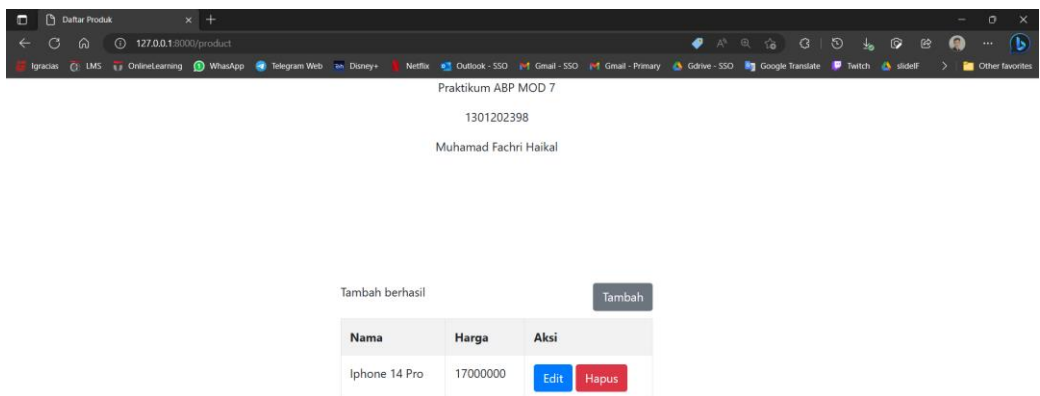 Daftar Produk
127.0.0.1:8000/product
Igracias LMS OnlineLearning WhasApp Telegram Web Disney+ Netflix Outlook - SSO Gmail - SSO Gmail - Primary Gdrive - SSO Google Translate Twitch slidelF Other favorites
Praktikum ABP MOD 7
1301202398
Muhamad Fachri Haikal
Tambah berhasil Tambah
Nama Harga Aksi
Iphone 14 Pro 17000000 Edit Hapus